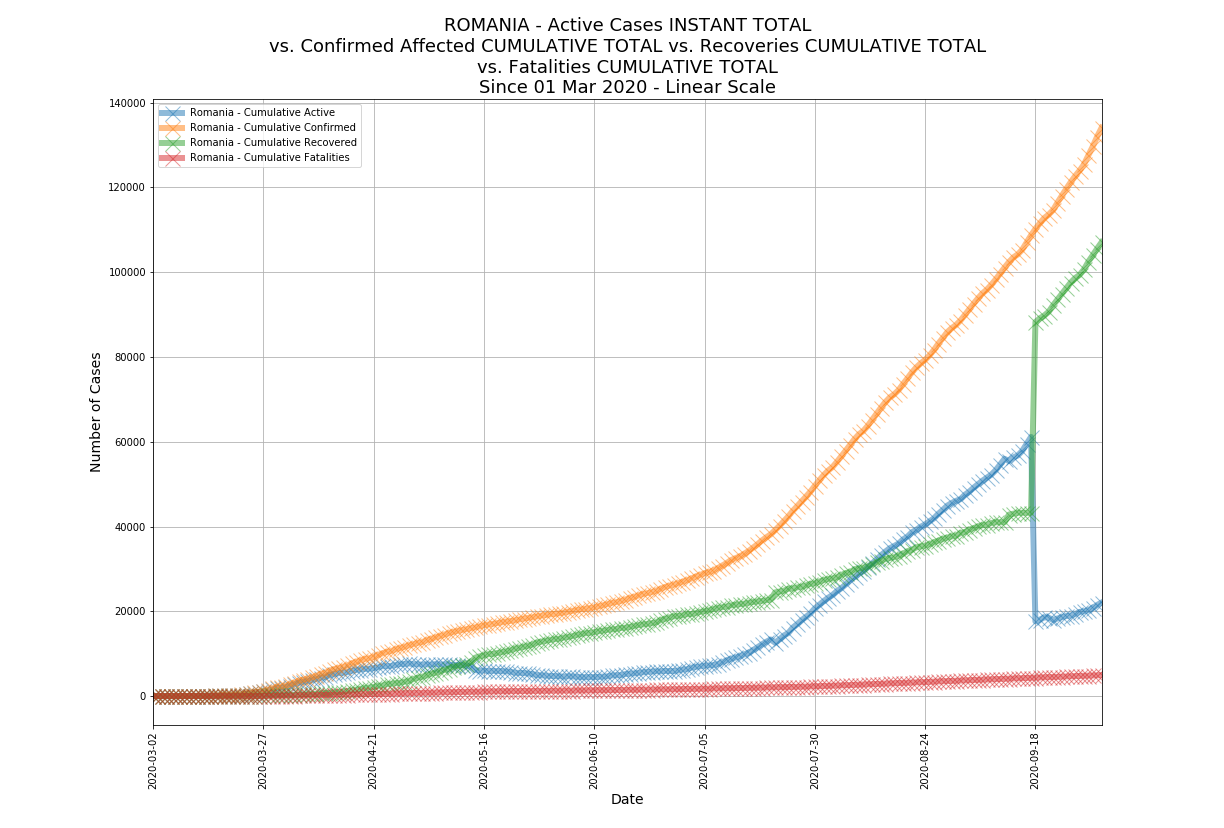 ROMANIA - Active Cases INSTANT TOTAL
vs. Confirmed Affected CUMULATIVE TOTAL vs. Recoveries CUMULATIVE TOTAL
vs. Fatalities CUMULATIVE TOTAL
Since 01 Mar 2020 - Linear Scale
Romania - Cumulative Active
Romania - Cumulative Confirmed
Romania - Cumulative Recovered
Romania - Cumulative Fatalities
Number of Cases
140000
120000
100000
80000
60000
40000
20000
0
2020-03-02
2020-03-27
2020-04-21
2020-05-16
2020-06-10
2020-07-05
2020-07-30
2020-08-24
2020-09-18
Date